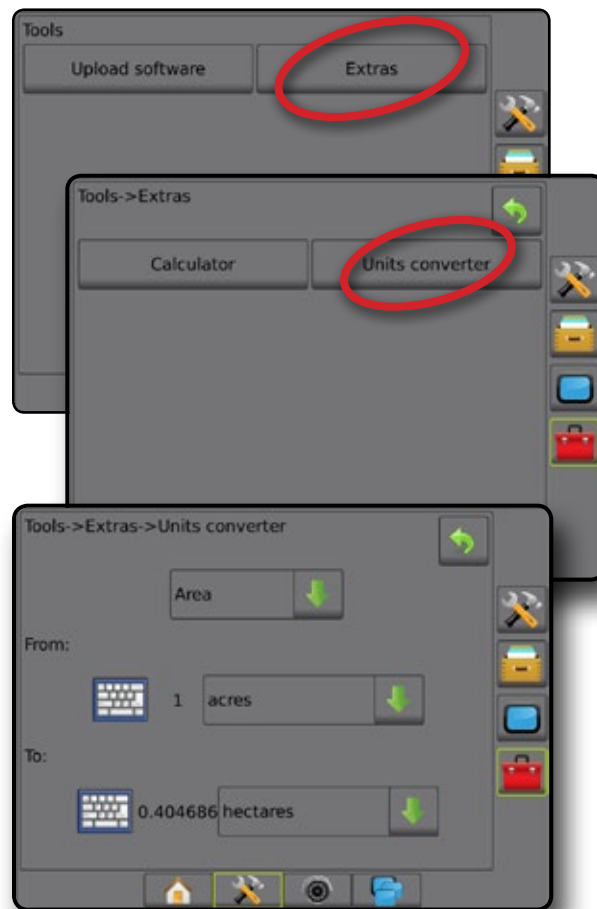 Tools
Upload software Extras
Tools->Extras
Calculator Units converter
Tools->Extras->Units converter
Area
From:
1 acres
To:
0.404686 hectares